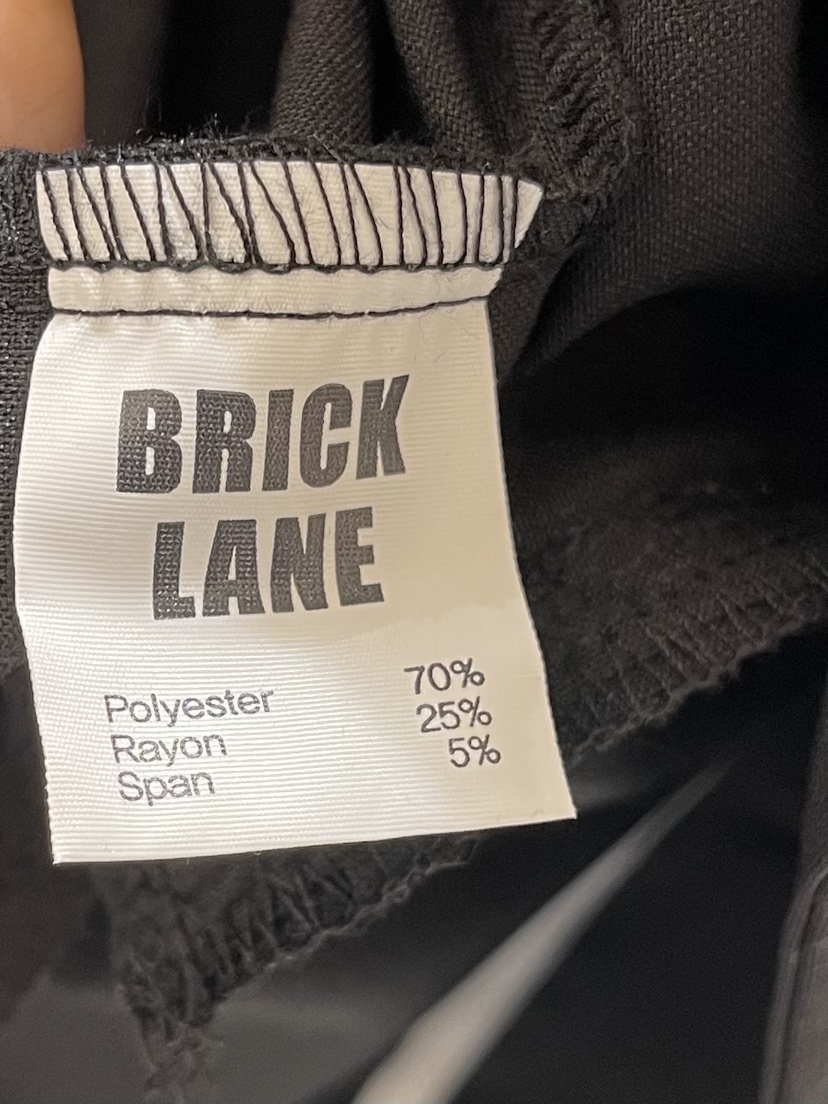 BRICK
LANE
Polyester 70%
Rayon 25%
Span 5%